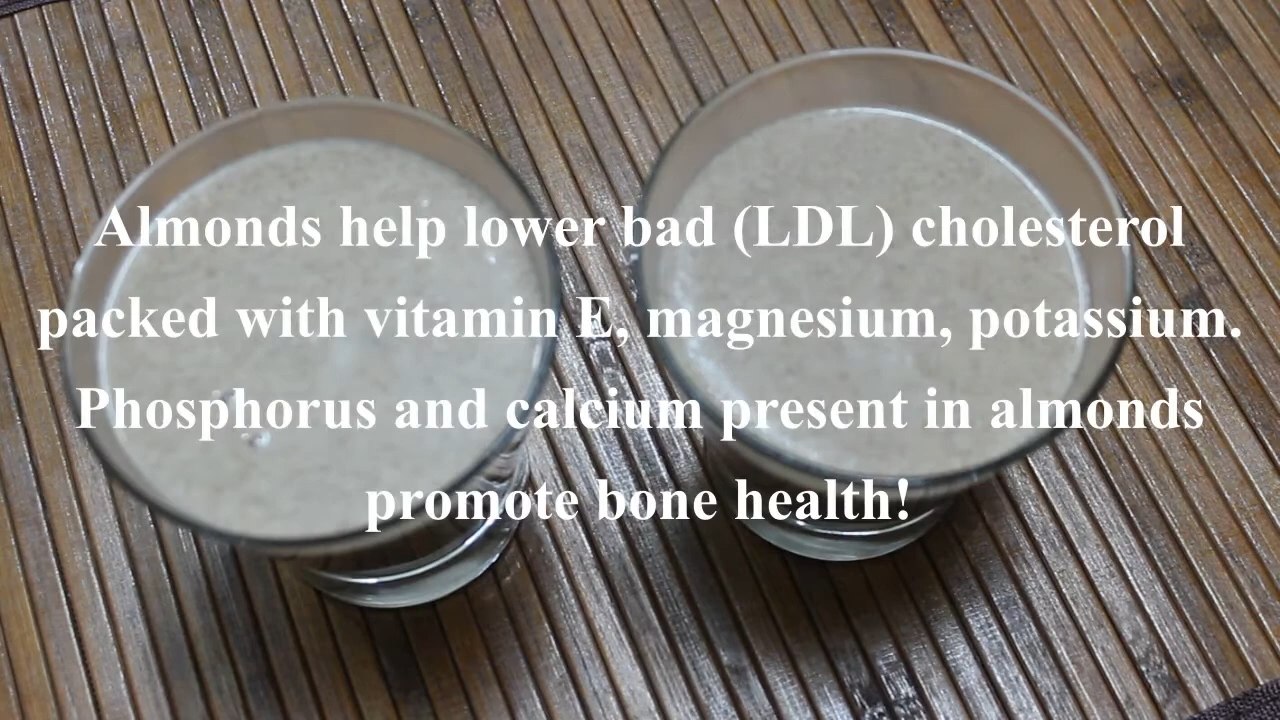 Almonds help lower bad (LDL) cholesterol
packed with vitamin E, magnesium, potassium.
Phosphorus and calcium present in almonds
promote bone health!